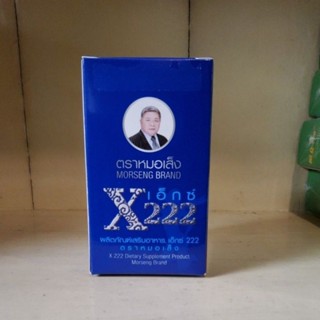 ตราหมอเส็ง
MORSENG BRAND
X เอ็กซ์
222
ผลิตภัณฑ์เสริมอาหาร เอ็กซ์ 222
ตราหมอเส็ง
X 222 Dietary Supplement Product
Morseng Brand